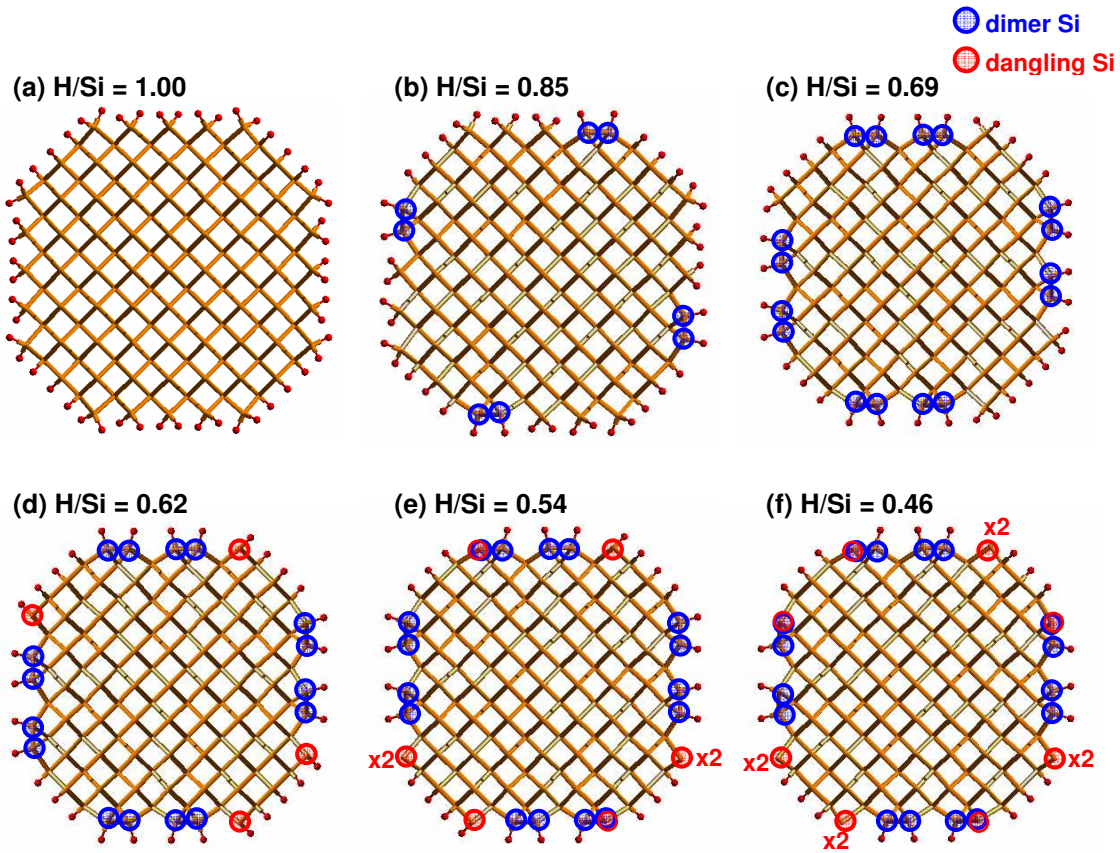 dimer Si
dangling Si
(a) H/Si = 1.00
(b) H/Si = 0.85
(c) H/Si = 0.69
(d) H/Si = 0.62
(e) H/Si = 0.54
(f) H/Si = 0.46
x2
x2
x2
x2
x2
x2